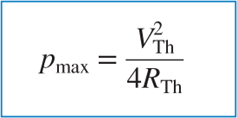 p_max = V_Th^2 / 4R_Th